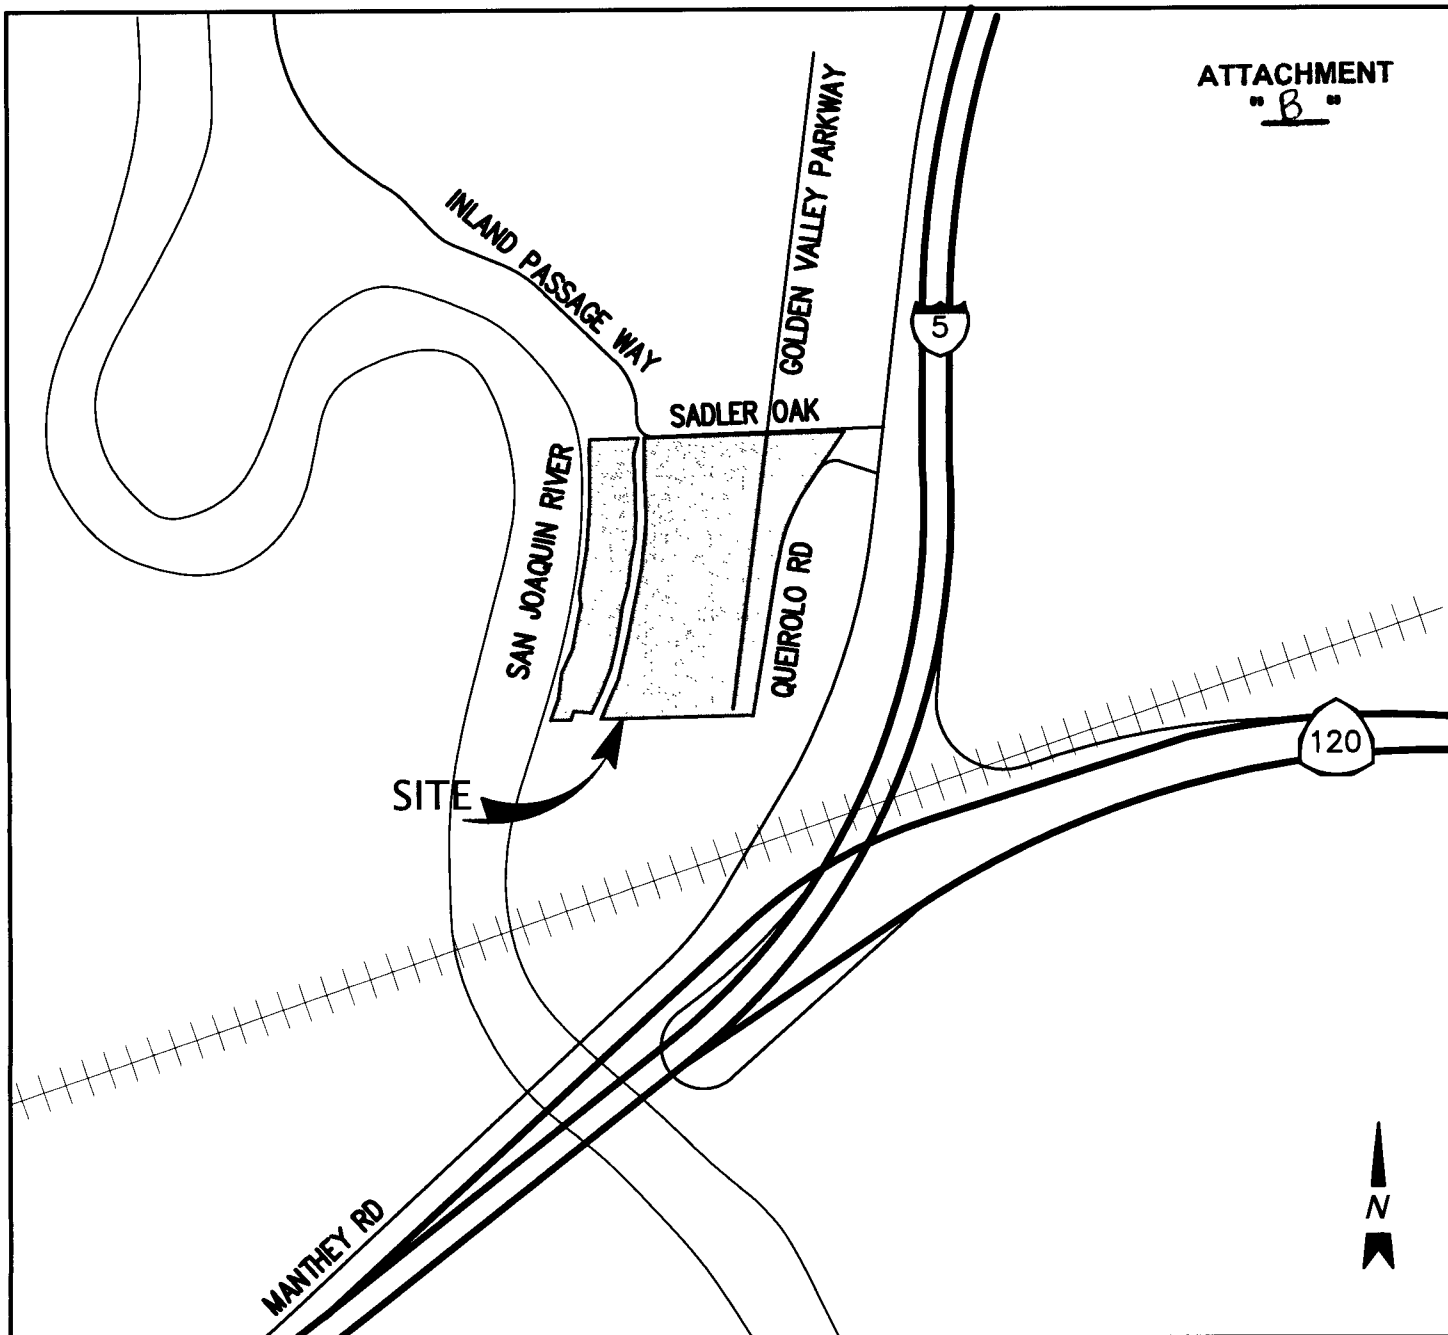 ATTACHMENT
" B "
INLAND PASSAGE WAY
GOLDEN VALLEY PARKWAY
5
SADLER OAK
SAN JOAQUIN RIVER
QUEIROLO RD
120
SITE
MANTHEY RD
N